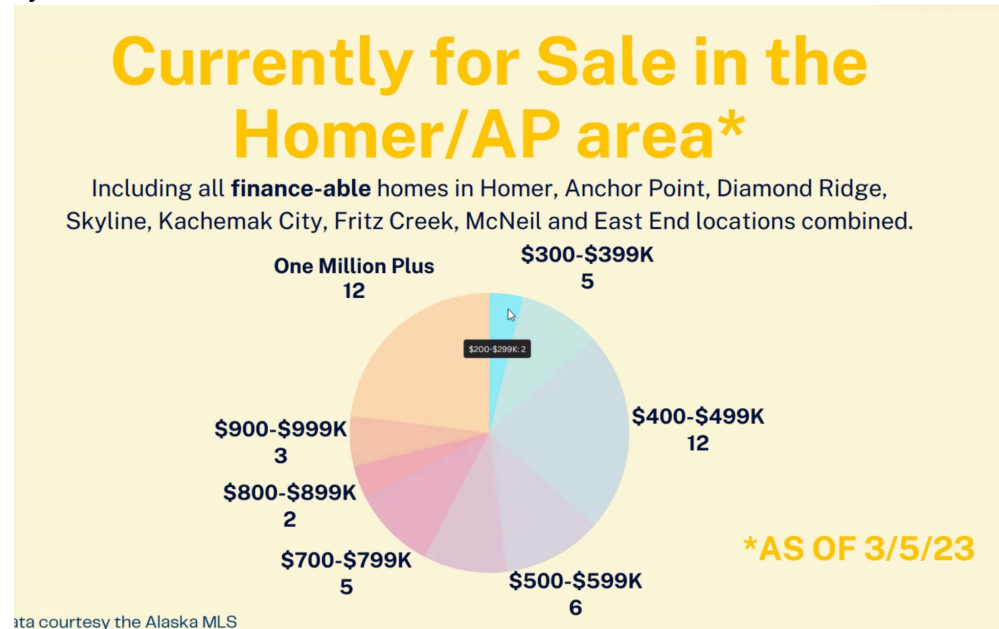 Currently for Sale in the
Homer/AP area*
Including all finance-able homes in Homer, Anchor Point, Diamond Ridge,
Skyline, Kachemak City, Fritz Creek, McNeil and East End locations combined.
$300-$399K
5
One Million Plus
12
$200-$299K: 2
$400-$499K
12
$900-$999K
3
$800-$899K
2
$700-$799K
5
$500-$599K
6
*AS OF 3/5/23
ata courtesy the Alaska MLS